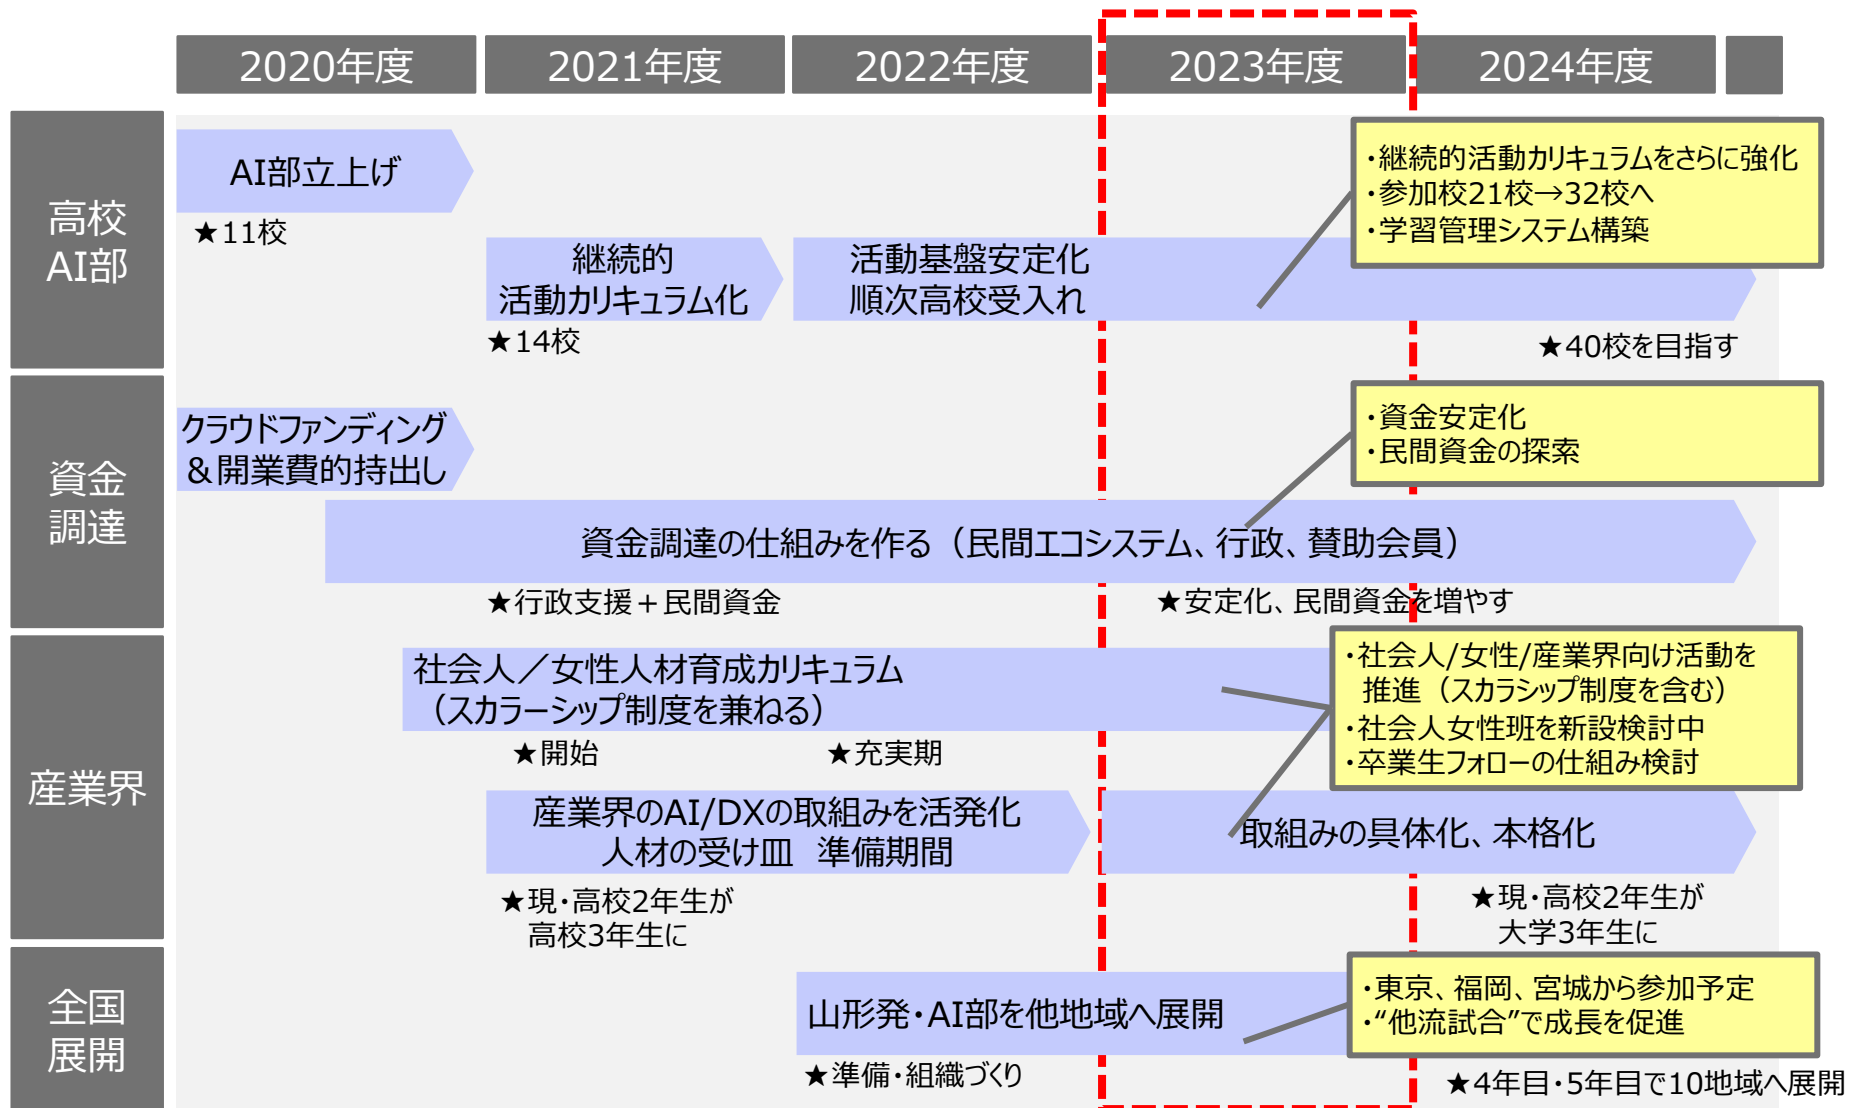 2020年度
2021年度
2022年度
2023年度
2024年度
高校
AI部
AI部立上げ
★11校
継続的
活動カリキュラム化
★14校
活動基盤安定化
順次高校受入れ
・継続的活動カリキュラムをさらに強化
・参加校21校→32校へ
・学習管理システム構築
★40校を目指す
資金
調達
クラウドファンディング
&開業費的持出し
・資金安定化
・民間資金の探索
資金調達の仕組みを作る（民間エコシステム、行政、賛助会員）
★行政支援+民間資金
★安定化、民間資金を増やす
産業界
社会人／女性人材育成カリキュラム
（スカラーシップ制度を兼ねる）
★開始
★充実期
・社会人/女性/産業界向け活動を
推進（スカラシップ制度を含む）
・社会人女性班を新設検討中
・卒業生フォローの仕組み検討
産業界のAI/DXの取組みを活発化
人材の受け皿 準備期間
取組みの具体化、本格化
★現・高校2年生が
高校3年生に
★現・高校2年生が
大学3年生に
全国
展開
山形発・AI部を他地域へ展開
・東京、福岡、宮城から参加予定
・“他流試合”で成長を促進
★準備・組織づくり
★4年目・5年目で10地域へ展開